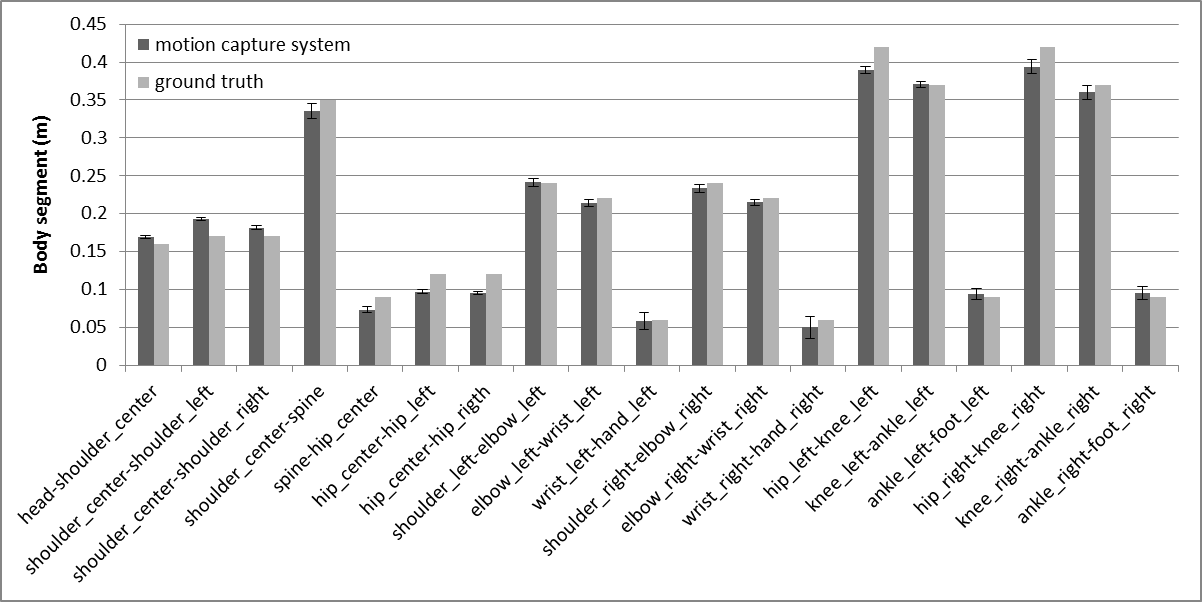 0.45
0.4
0.35
0.3
0.25
0.2
0.15
0.1
0.05
0
Body segment (m)
motion capture system
ground truth
head-shoulder_center
shoulder_center-shoulder_left
shoulder_center-shoulder_right
shoulder_center-spine
spine-hip_center
hip_center-hip_left
hip_center-hip_rigth
shoulder_left-elbow_left
elbow_left-wrist_left
wrist_left-hand_left
shoulder_right-elbow_right
elbow_right-wrist_right
wrist_right-hand_right
hip_left-knee_left
knee_left-ankle_left
ankle_left-foot_left
hip_right-knee_right
knee_right-ankle_right
ankle_right-foot_right